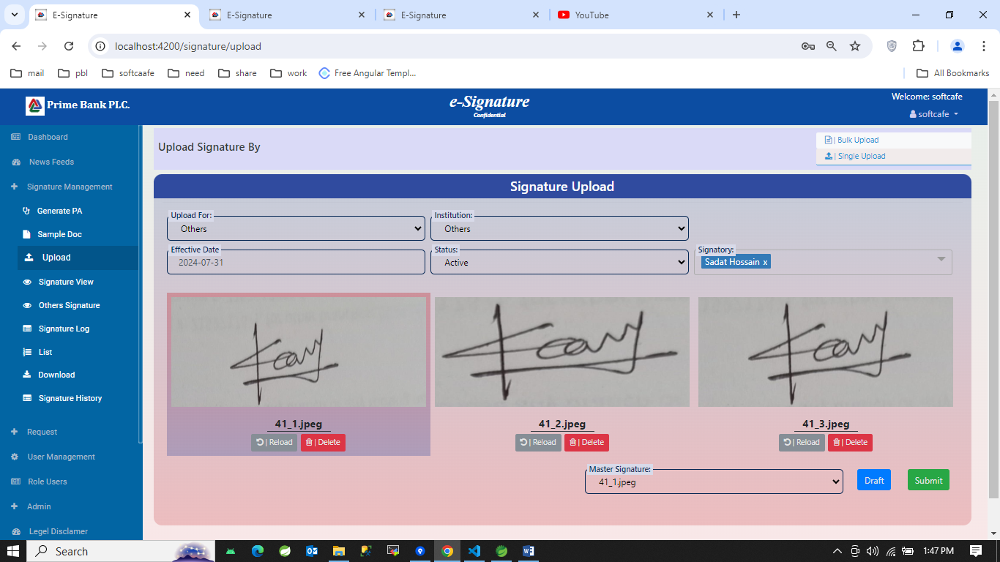 E-Signature
E-Signature
E-Signature
YouTube
localhost:4200/signature/upload
mail
pbl
softcaafe
need
share
work
Free Angular Templ...
All Bookmarks
Prime Bank PLC.
e-Signature
Confidential
Welcome: softcafe
softcafe
Dashboard
News Feeds
Signature Management
Generate PA
Sample Doc
Upload
Signature View
Others Signature
Signature Log
List
Download
Signature History
Request
User Management
Role Users
Admin
Legel Disclamer
Upload Signature By
| Bulk Upload
| Single Upload
Signature Upload
Upload For:
Others
Institution:
Others
Effective Date
2024-07-31
Status:
Active
Signatory:
Sadat Hossain x
41_1.jpeg
| Reload
| Delete
41_2.jpeg
| Reload
| Delete
41_3.jpeg
| Reload
| Delete
Master Signature:
41_1.jpeg
Draft
Submit
Search
1:47 PM